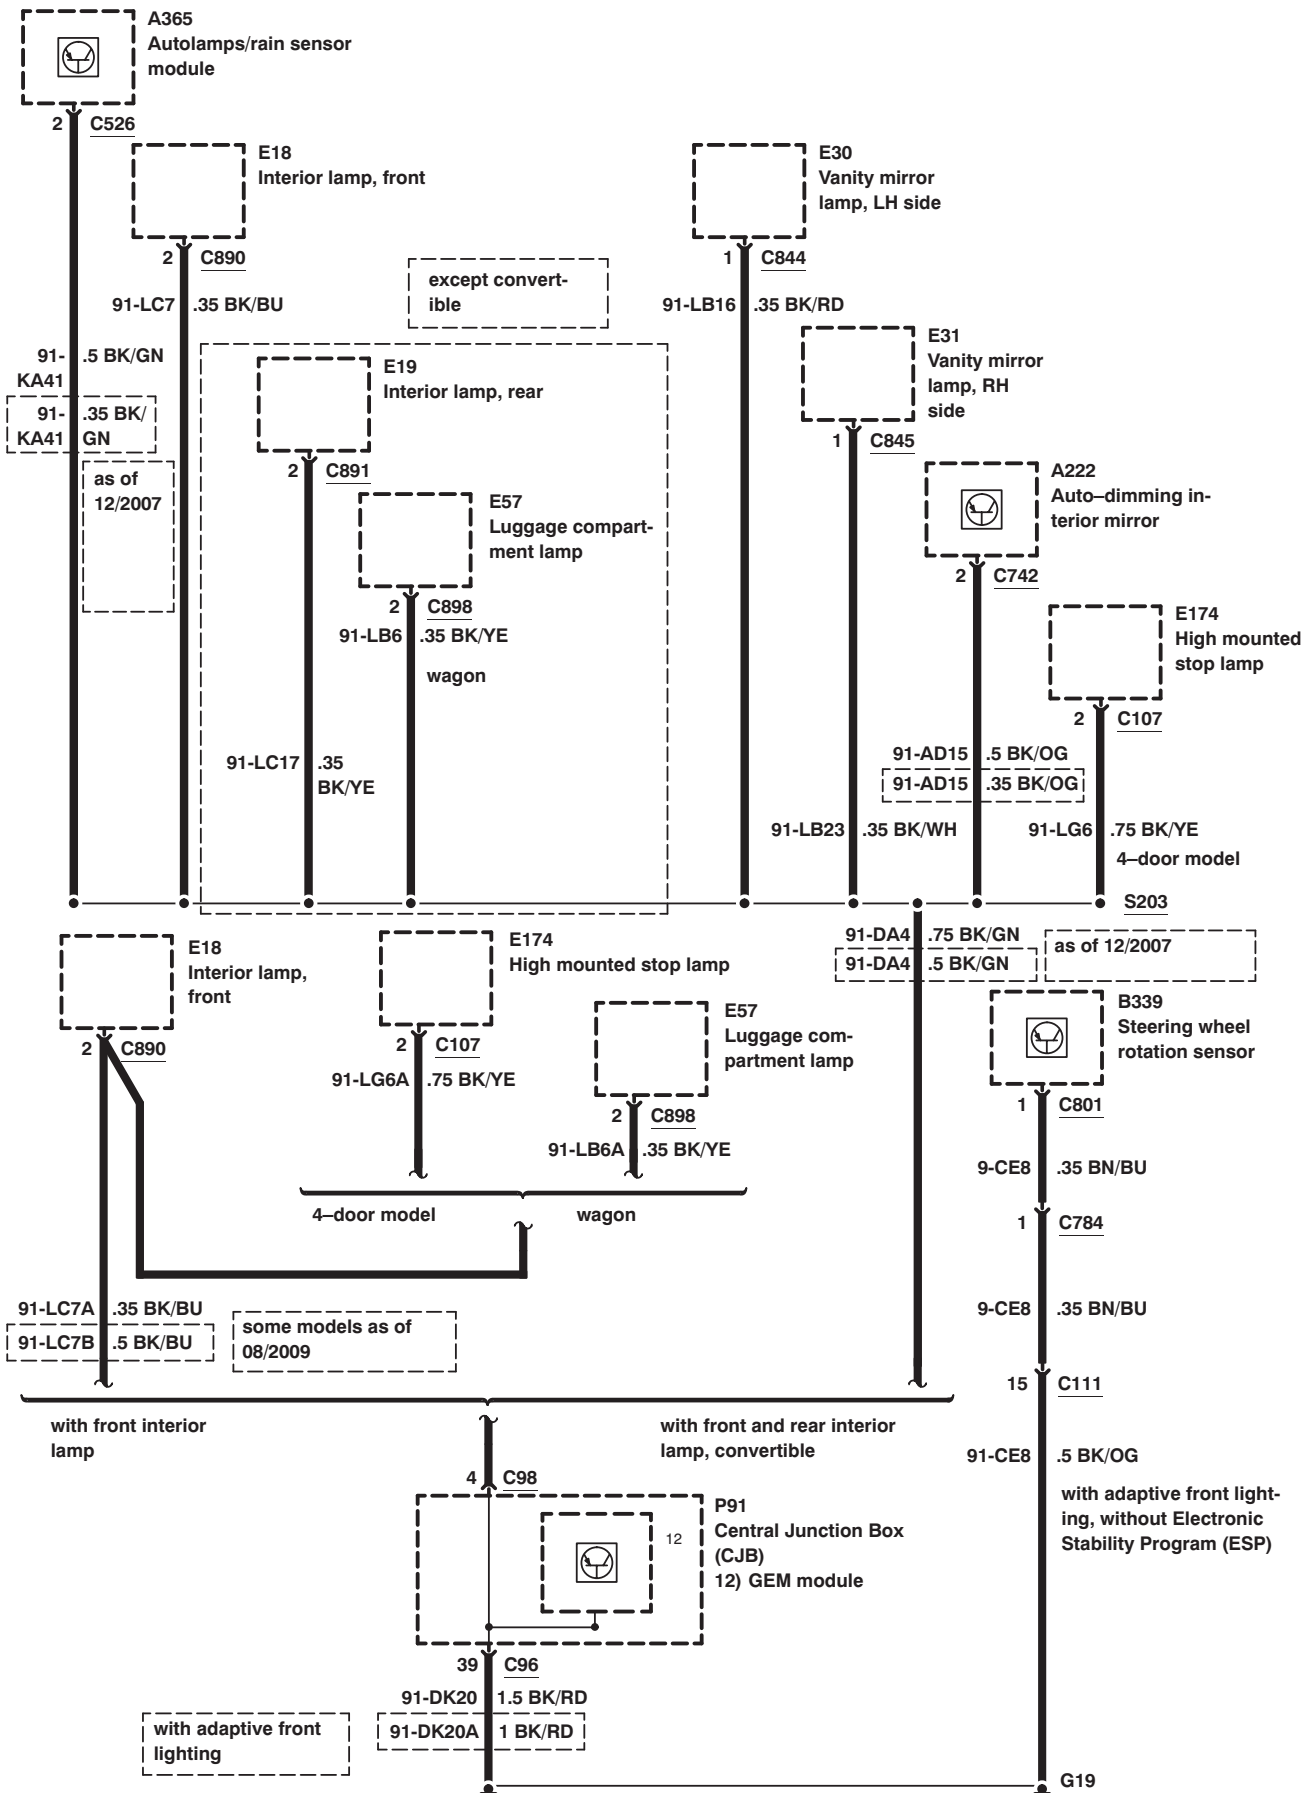 A365
Autolamps/rain sensor
module
2 C526
E18
Interior lamp, front
2 C890
91-LC7 .35 BK/BU
except convert-
ible
E30
Vanity mirror
lamp, LH side
1 C844
91-LB16 .35 BK/RD
91- .5 BK/GN
KA41
91- .35 BK/
KA41 GN
as of
12/2007
E19
Interior lamp, rear
2 C891
E57
Luggage compart-
ment lamp
2 C898
91-LB6 .35 BK/YE
wagon
91-LC17 .35
BK/YE
E31
Vanity mirror
lamp, RH
side
1 C845
A222
Auto–dimming in-
terior mirror
2 C742
E174
High mounted
stop lamp
2 C107
91-AD15 .5 BK/OG
91-AD15 .35 BK/OG
91-LB23 .35 BK/WH
91-LG6 .75 BK/YE
4–door model
S203
E18
Interior lamp,
front
2 C890
E174
High mounted stop lamp
2 C107
91-LG6A .75 BK/YE
E57
Luggage com-
partment lamp
2 C898
91-LB6A .35 BK/YE
91-DA4 .75 BK/GN
91-DA4 .5 BK/GN
as of 12/2007
B339
Steering wheel
rotation sensor
1 C801
9-CE8 .35 BN/BU
1 C784
4–door model
wagon
9-CE8 .35 BN/BU
91-LC7A .35 BK/BU
91-LC7B .5 BK/BU
some models as of
08/2009
15 C111
with front interior
lamp
with front and rear interior
lamp, convertible
91-CE8 .5 BK/OG
with adaptive front light-
ing, without Electronic
Stability Program (ESP)
4 C98
P91
Central Junction Box
(CJB)
12) GEM module
12
39 C96
91-DK20 1.5 BK/RD
91-DK20A 1 BK/RD
with adaptive front
lighting
G19